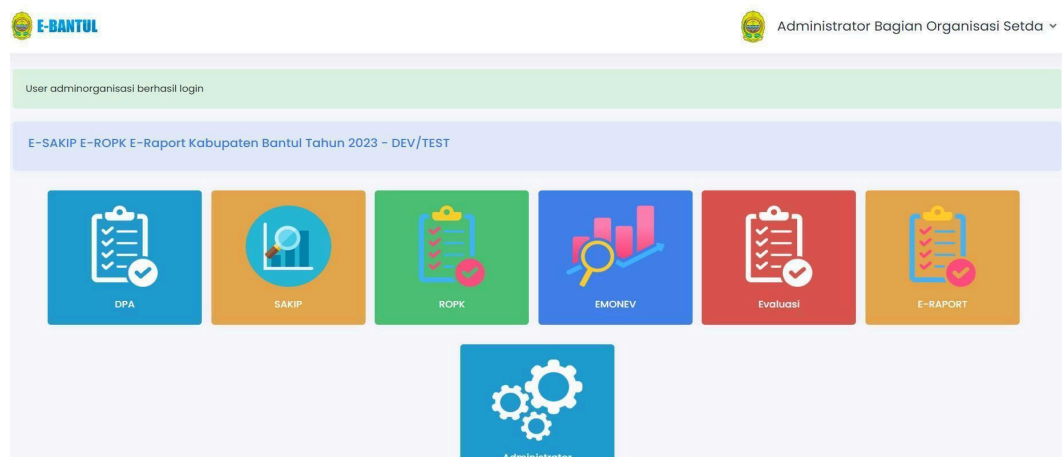 E-BANTUL
Administrator Bagian Organisasi Setda
User adminorganisasi berhasil login
E-SAKIP E-ROPK E-Raport Kabupaten Bantul Tahun 2023 - DEV/TEST
DPA
SAKIP
ROPK
EMONEV
Evaluasi
E-RAPORT
Administrator